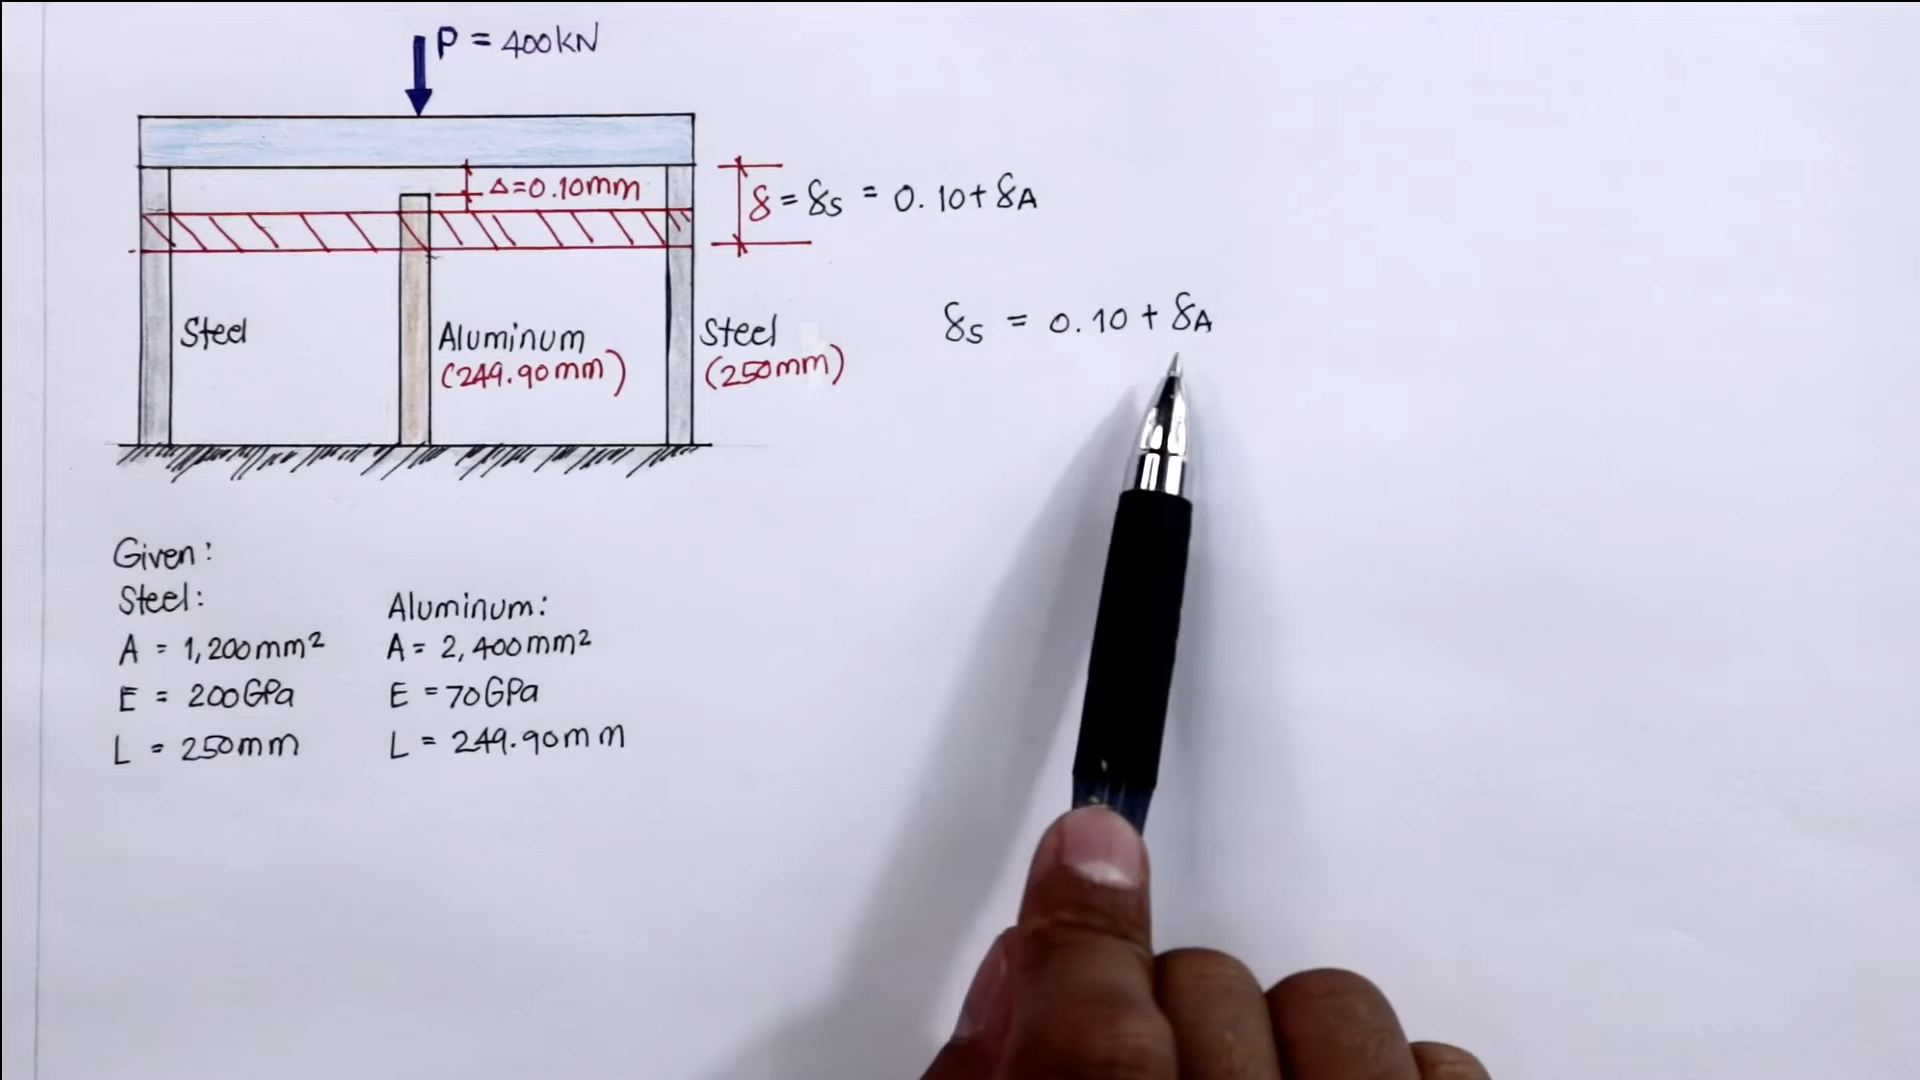 P = 400kN
Δ=0.10mm
δ = δs = 0.10 + δA
Steel
Aluminum
(249.90mm)
Steel
(250mm)
δs = 0.10 + δA
Given:
Steel:
A = 1,200mm²
E = 200GPa
L = 250mm
Aluminum:
A = 2,400mm²
E = 70GPa
L = 249.90mm